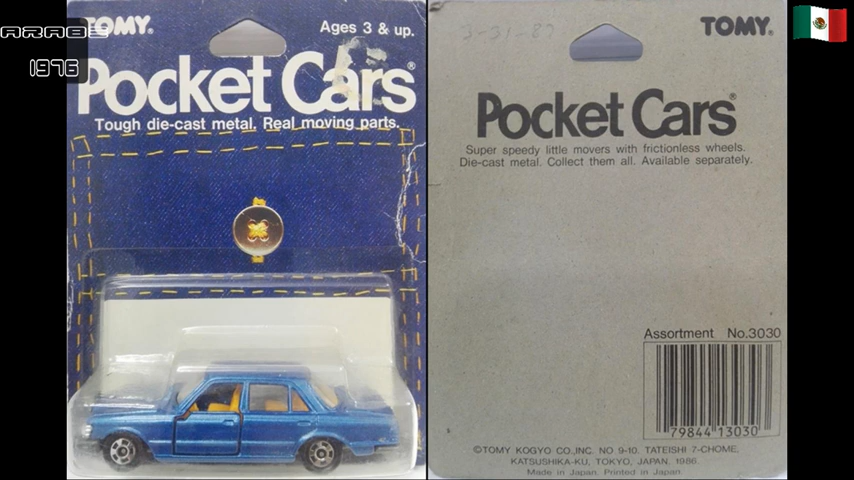 ARABE
1976
TOMY®
Ages 3 & up.
Pocket Cars®
Tough die-cast metal. Real moving parts.
3-31-87
TOMY®
Pocket Cars®
Super speedy little movers with frictionless wheels.
Die-cast metal. Collect them all. Available separately.
Assortment No.3030
79844 13030
©TOMY KOGYO CO.,INC. NO 9-10. TATEISHI 7-CHOME,
KATSUSHIKA-KU, TOKYO, JAPAN, 1986.
Made in Japan. Printed in Japan